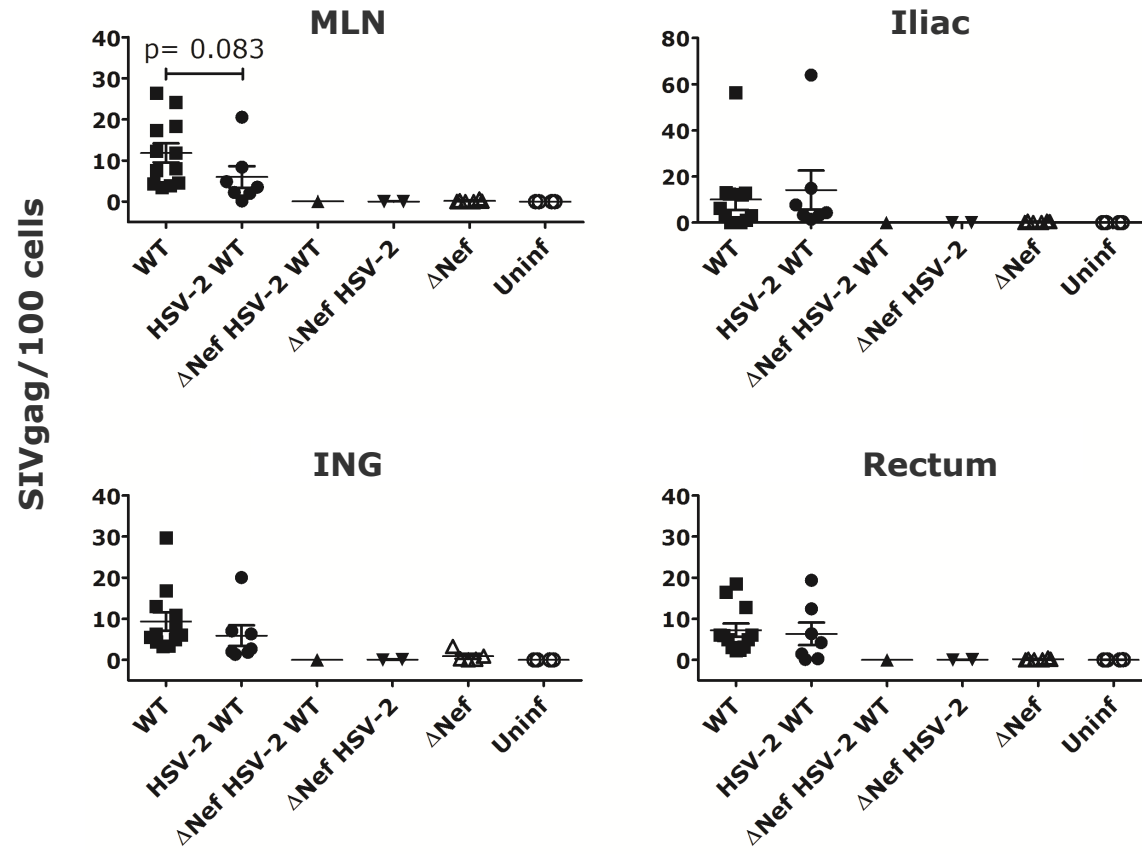 SIVgag/100 cells
MLN
p= 0.083
40
30
20
10
0
WT
HSV-2 WT
ΔNef HSV-2 WT
ΔNef HSV-2
ΔNef
Uninf
Iliac
80
60
40
20
0
WT
HSV-2 WT
ΔNef HSV-2 WT
ΔNef HSV-2
ΔNef
Uninf
ING
40
30
20
10
0
WT
HSV-2 WT
ΔNef HSV-2 WT
ΔNef HSV-2
ΔNef
Uninf
Rectum
40
30
20
10
0
WT
HSV-2 WT
ΔNef HSV-2 WT
ΔNef HSV-2
ΔNef
Uninf